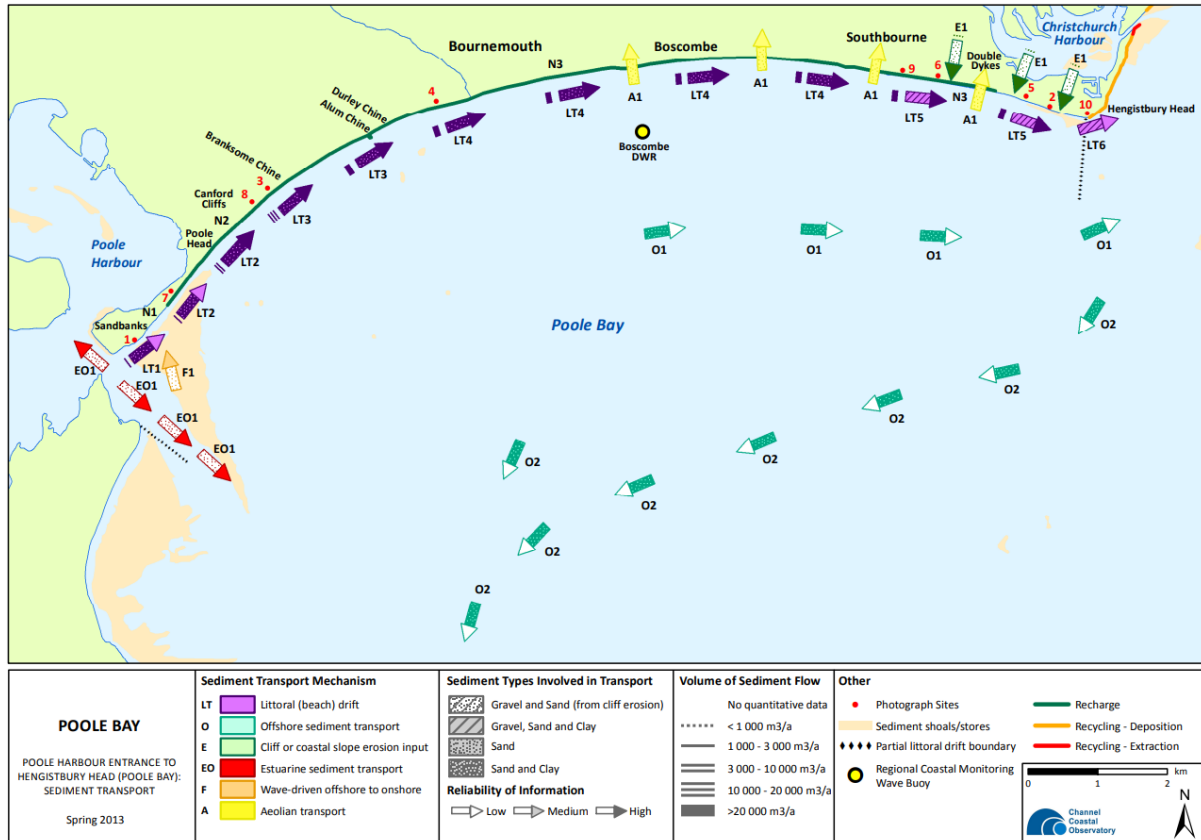 Christchurch
Harbour
E1
Bournemouth
Boscombe
Southbourne
N3
9
6
Double
Dykes
E1
E1
A1
LT4
LT4
LT4
A1
LT5
N3
A1
5
2
10
Hengistbury Head
LT5
LT6
4
Durley Chine
Alum Chine
LT4
Boscombe
DWR
Branksome Chine
LT3
3
8
Canford
Cliffs
LT3
N2
Poole
Head
LT2
Poole
Harbour
7
N1
LT2
Sandbanks
1
LT1
F1
EO1
EO1
EO1
EO1
O1
O1
O1
O1
Poole Bay
O2
O2
O2
O2
O2
O2
O2
O2
POOLE BAY
POOLE HARBOUR ENTRANCE TO
HENGISTBURY HEAD (POOLE BAY):
SEDIMENT TRANSPORT
Spring 2013
Sediment Transport Mechanism
LT Littoral (beach) drift
O Offshore sediment transport
E Cliff or coastal slope erosion input
EO Estuarine sediment transport
F Wave-driven offshore to onshore
A Aeolian transport
Sediment Types Involved in Transport
Gravel and Sand (from cliff erosion)
Gravel, Sand and Clay
Sand
Sand and Clay
Reliability of Information
Low Medium High
Volume of Sediment Flow
No quantitative data
< 1 000 m3/a
1 000 - 3 000 m3/a
3 000 - 10 000 m3/a
10 000 - 20 000 m3/a
>20 000 m3/a
Other
Photograph Sites
Sediment shoals/stores
Partial littoral drift boundary
Regional Coastal Monitoring
Wave Buoy
Recharge
Recycling - Deposition
Recycling - Extraction
km
0 1 2
Channel
Coastal
Observatory
N